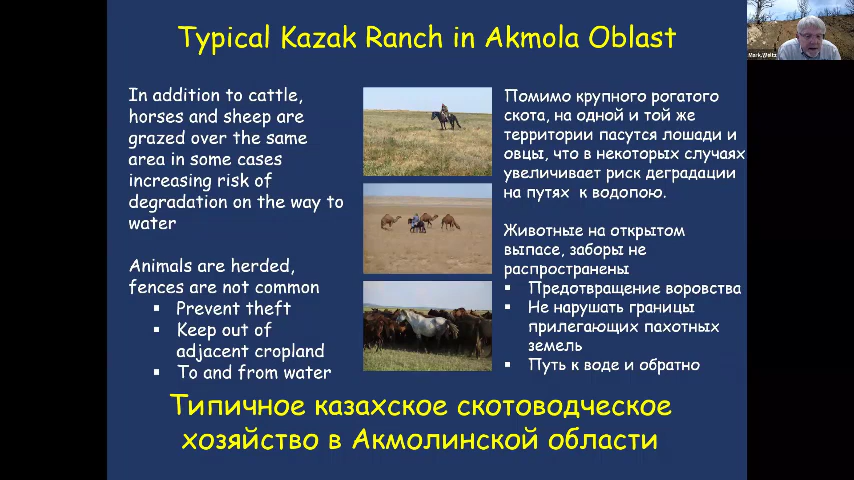 Typical Kazak Ranch in Akmola Oblast
In addition to cattle,
horses and sheep are
grazed over the same
area in some cases
increasing risk of
degradation on the way to
water
Animals are herded,
fences are not common
▪ Prevent theft
▪ Keep out of
adjacent cropland
▪ To and from water
Помимо крупного рогатого
скота, на одной и той же
территории пасутся лошади и
овцы, что в некоторых случаях
увеличивает риск деградации
на путях к водопою.
Животные на открытом
выпасе, заборы не
распространены
▪ Предотвращение воровства
▪ Не нарушать границы
прилегающих пахотных
земель
▪ Путь к воде и обратно
Типичное казахское скотоводческое
хозяйство в Акмолинской области
Mark.Weltz